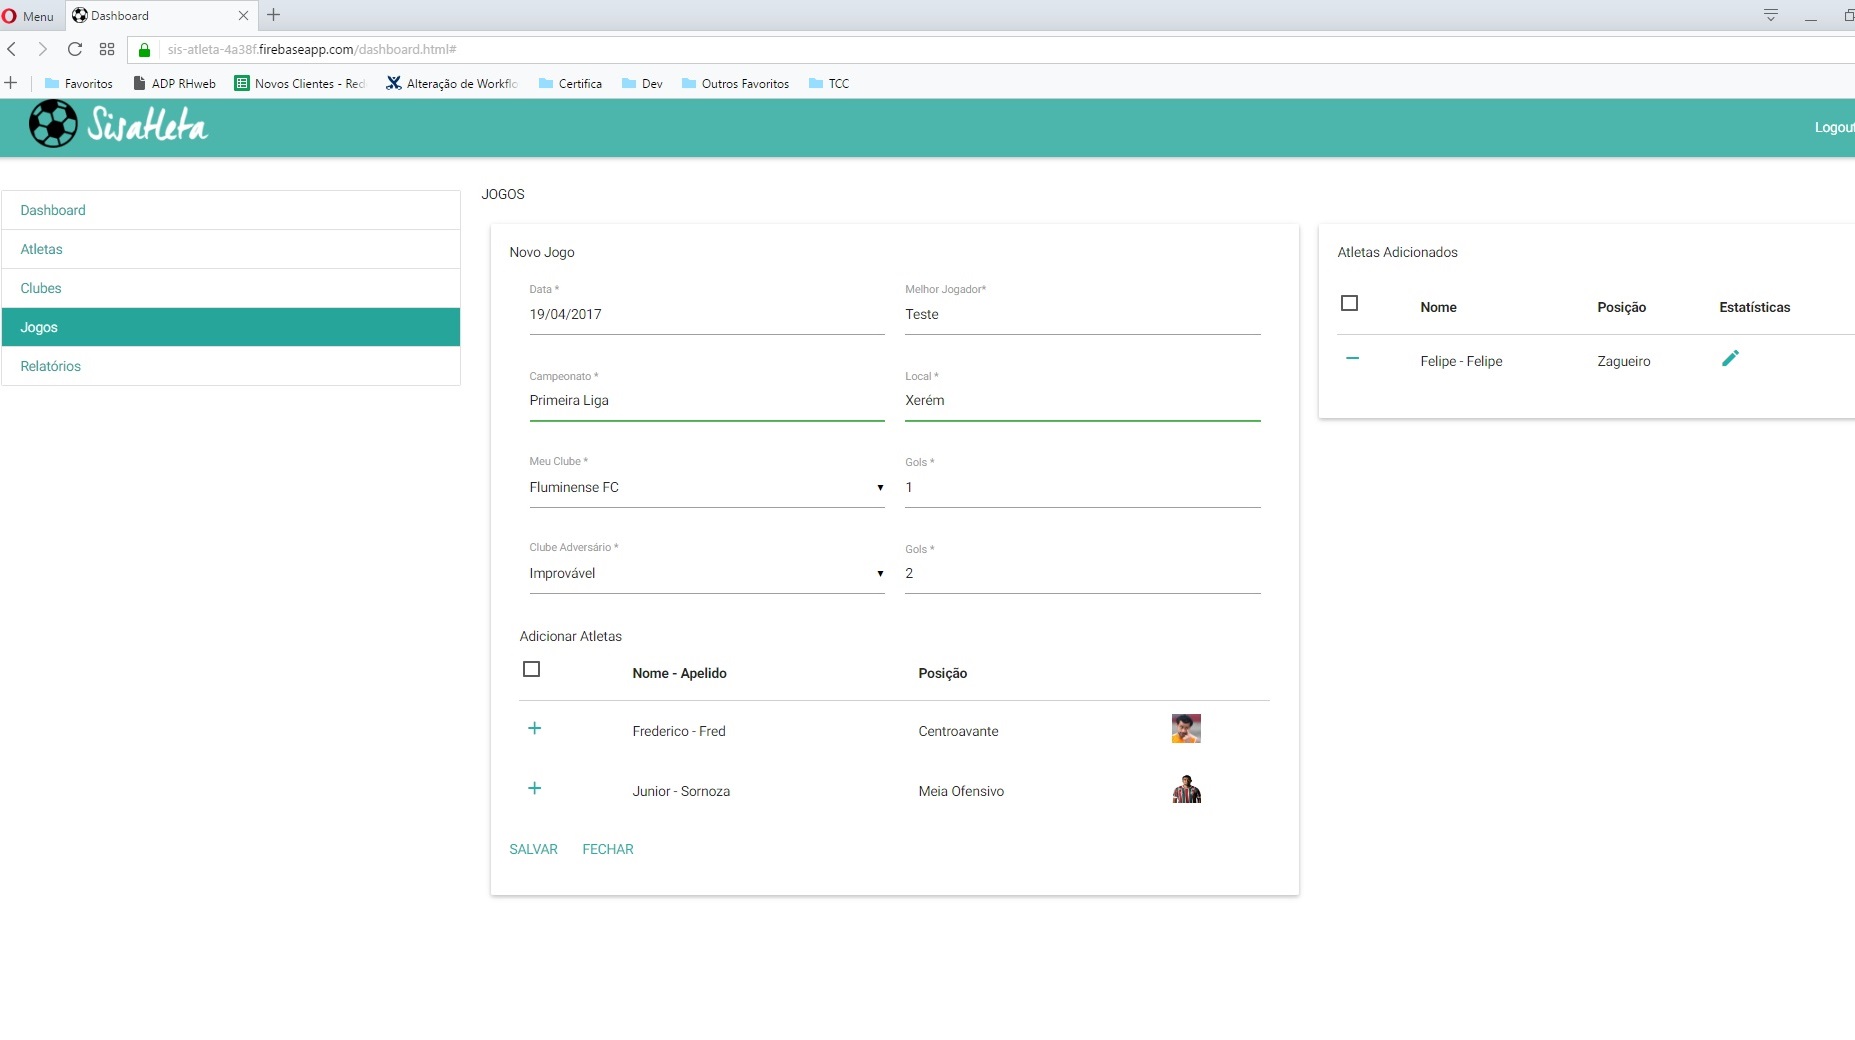 Menu
Dashboard
sis-atleta-4a38f.firebaseapp.com/dashboard.html#
Favoritos
ADP RHweb
Novos Clientes - Red
Alteração de Workflo
Certifica
Dev
Outros Favoritos
TCC
Sisatleta
Logout
Dashboard
Atletas
Clubes
Jogos
Relatórios
JOGOS
Novo Jogo
Data *
19/04/2017
Melhor Jogador*
Teste
Campeonato *
Primeira Liga
Local *
Xerém
Meu Clube *
Fluminense FC
Gols *
1
Clube Adversário *
Improvável
Gols *
2
Adicionar Atletas
Nome - Apelido Posição
Frederico - Fred Centroavante
Junior - Sornoza Meia Ofensivo
SALVAR FECHAR
Atletas Adicionados
Nome Posição Estatísticas
Felipe - Felipe Zagueiro